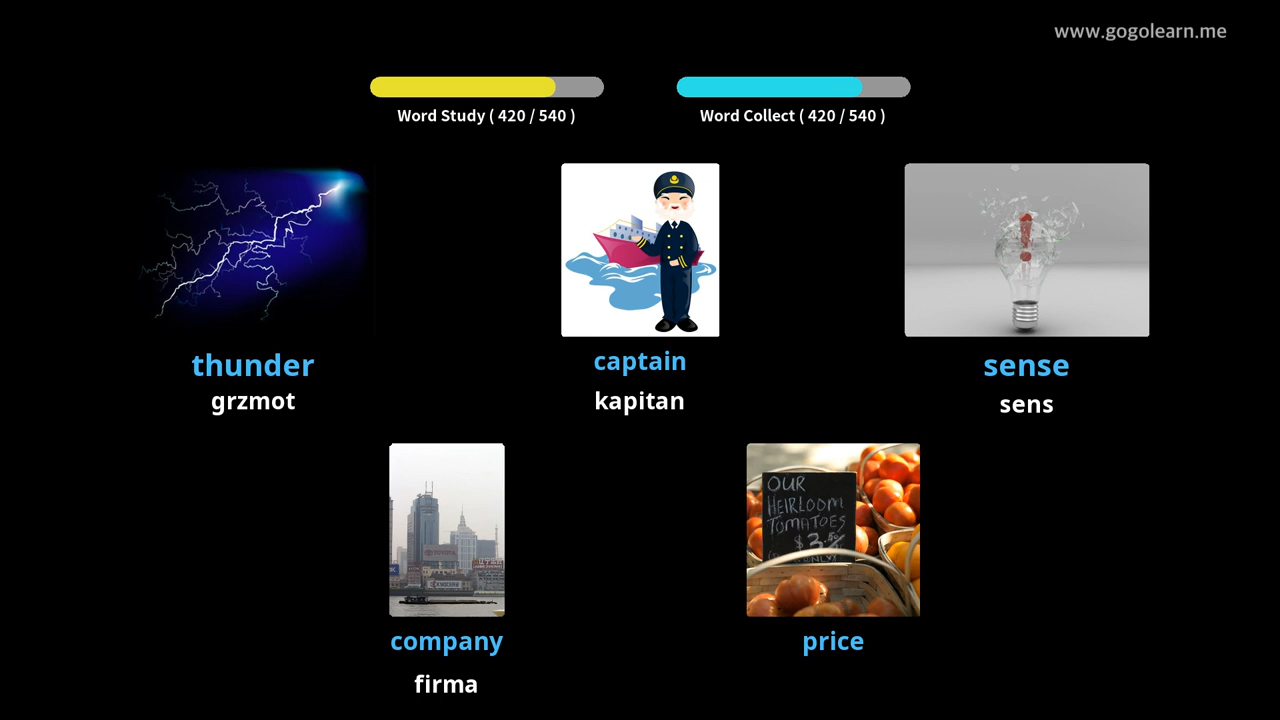 www.gogolearn.me
Word Study ( 420 / 540 )
Word Collect ( 420 / 540 )
thunder
grzmot
captain
kapitan
sense
sens
OUR
HEIRLOOM
TOMATOES
TOYOTA
company
firma
price